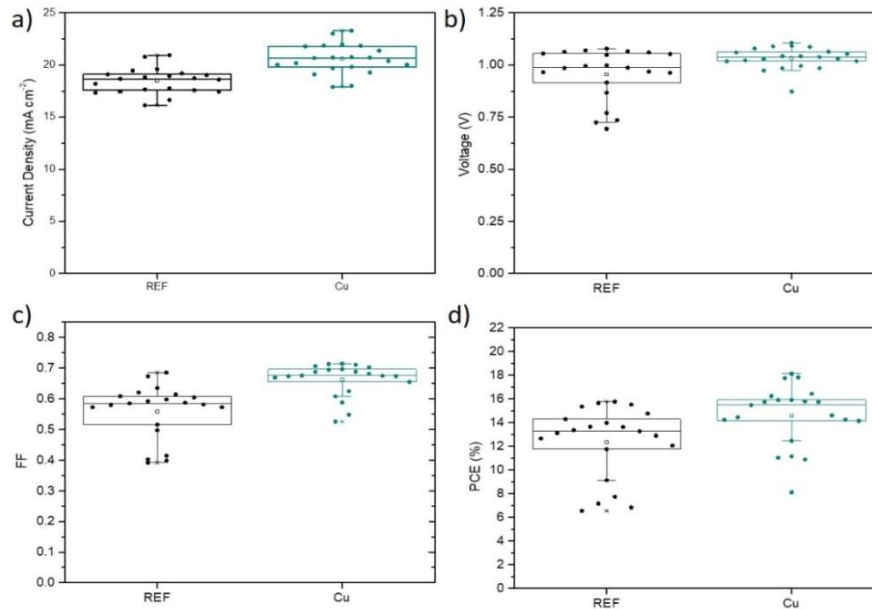 a)
25
20
15
10
5
0
Current Density (mA cm⁻²)
REF
Cu
b)
1.25
1.00
0.75
0.50
0.25
0.00
Voltage (V)
REF
Cu
c)
0.8
0.7
0.6
0.5
0.4
0.3
0.2
0.1
0.0
FF
REF
Cu
d)
22
20
18
16
14
12
10
8
6
4
2
0
PCE (%)
REF
Cu